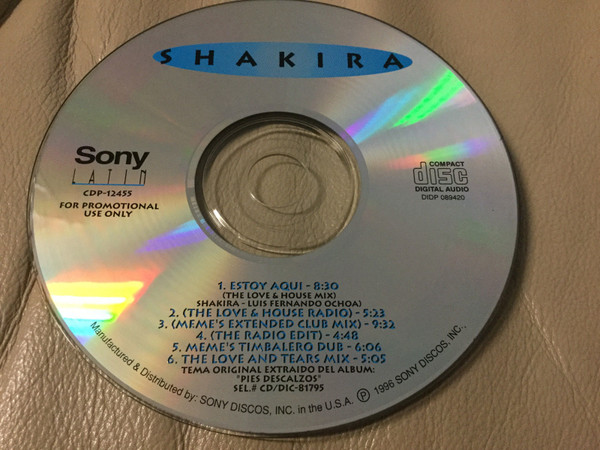 SHAKIRA
Sony
LATIN
CDP-12455
FOR PROMOTIONAL
USE ONLY
COMPACT
disc
DIGITAL AUDIO
DIDP 089420
1. ESTOY AQUI - 8:30
(THE LOVE & HOUSE MIX)
SHAKIRA - LUIS FERNANDO OCHOA)
2. (THE LOVE & HOUSE RADIO) - 5:23
3. (MEME'S EXTENDED CLUB MIX) - 9:32
4. (THE RADIO EDIT) - 4:48
5. MEME'S TIMBALERO DUB - 6:06
6. THE LOVE AND TEARS MIX - 5:05
TEMA ORIGINAL EXTRAIDO DEL ALBUM:
"PIES DESCALZOS"
SEL.# CD/DIC-81795
Manufactured & Distributed by: SONY DISCOS, INC. in the U.S.A. ℗ 1996 SONY DISCOS, INC.,